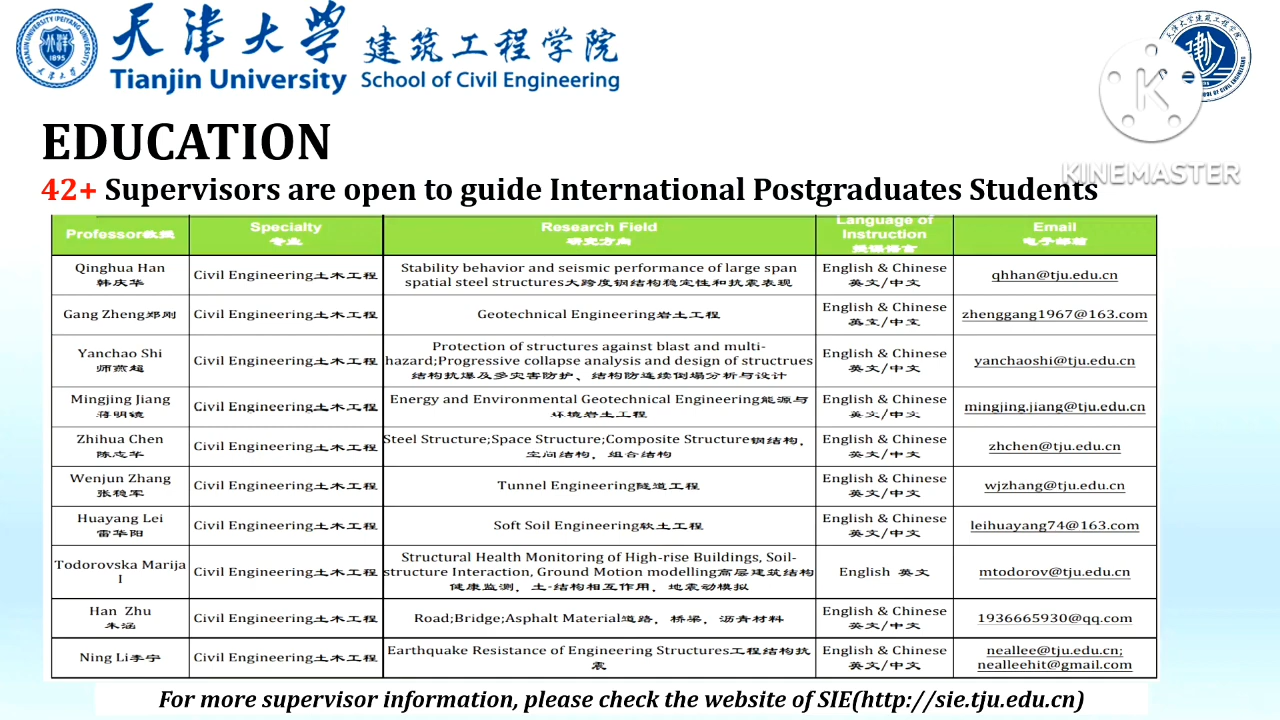 天津大学 建筑工程学院
Tianjin University School of Civil Engineering
1895
K
KINEMASTER
EDUCATION
42+ Supervisors are open to guide International Postgraduates Students
Professor教授
Specialty
专业
Research Field
研究方向
Language of
Instruction
授课语言
Email
电子邮箱
Qinghua Han
韩庆华
Civil Engineering土木工程
Stability behavior and seismic performance of large span
spatial steel structures大跨度钢结构稳定性和抗震表现
English & Chinese
英文/中文
qhhan@tju.edu.cn
Gang Zheng郑刚
Civil Engineering土木工程
Geotechnical Engineering岩土工程
English & Chinese
英文/中文
zhenggang1967@163.com
Yanchao Shi
师燕超
Civil Engineering土木工程
Protection of structures against blast and multi-
hazard;Progressive collapse analysis and design of structrues
结构抗爆及多灾害防护、结构防连续倒塌分析与设计
English & Chinese
英文/中文
yanchaoshi@tju.edu.cn
Mingjing Jiang
蒋明镜
Civil Engineering土木工程
Energy and Environmental Geotechnical Engineering能源与
环境岩土工程
English & Chinese
英文/中文
mingjing.jiang@tju.edu.cn
Zhihua Chen
陈志华
Civil Engineering土木工程
Steel Structure;Space Structure;Composite Structure钢结构,
空间结构, 组合结构
English & Chinese
英文/中文
zhchen@tju.edu.cn
Wenjun Zhang
张稳军
Civil Engineering土木工程
Tunnel Engineering隧道工程
English & Chinese
英文/中文
wjzhang@tju.edu.cn
Huayang Lei
雷华阳
Civil Engineering土木工程
Soft Soil Engineering软土工程
English & Chinese
英文/中文
leihuayang74@163.com
Todorovska Marija
I
Civil Engineering土木工程
Structural Health Monitoring of High-rise Buildings, Soil-
structure Interaction, Ground Motion modelling高层建筑结构
健康监测, 土-结构相互作用, 地震动模拟
English 英文
mtodorov@tju.edu.cn
Han Zhu
朱涵
Civil Engineering土木工程
Road;Bridge;Asphalt Material道路, 桥梁, 沥青材料
English & Chinese
英文/中文
1936665930@qq.com
Ning Li李宁
Civil Engineering土木工程
Earthquake Resistance of Engineering Structures工程结构抗
震
English & Chinese
英文/中文
neallee@tju.edu.cn;
nealleehit@gmail.com
For more supervisor information, please check the website of SIE(http://sie.tju.edu.cn)